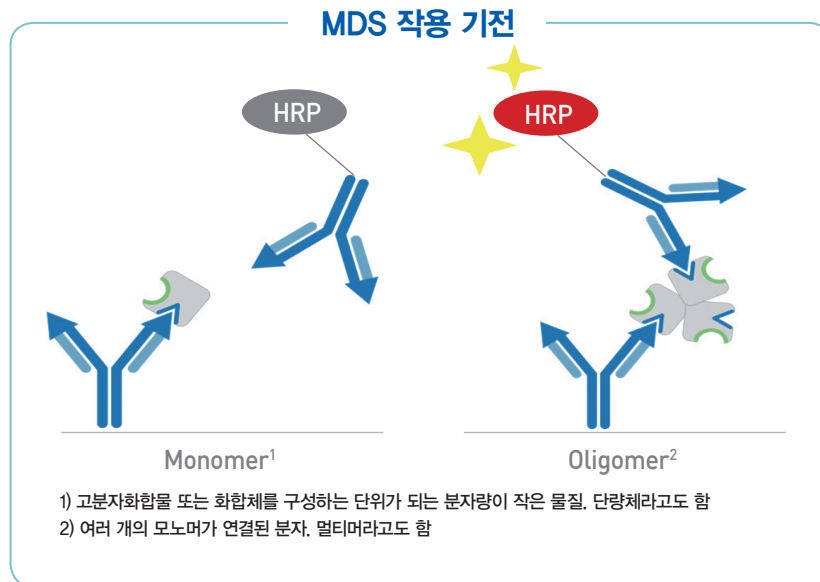 MDS 작용 기전
HRP
HRP
Monomer1
Oligomer2
1) 고분자화합물 또는 화합체를 구성하는 단위가 되는 분자량이 작은 물질. 단량체라고도 함
2) 여러 개의 모노머가 연결된 분자. 멀티머라고도 함